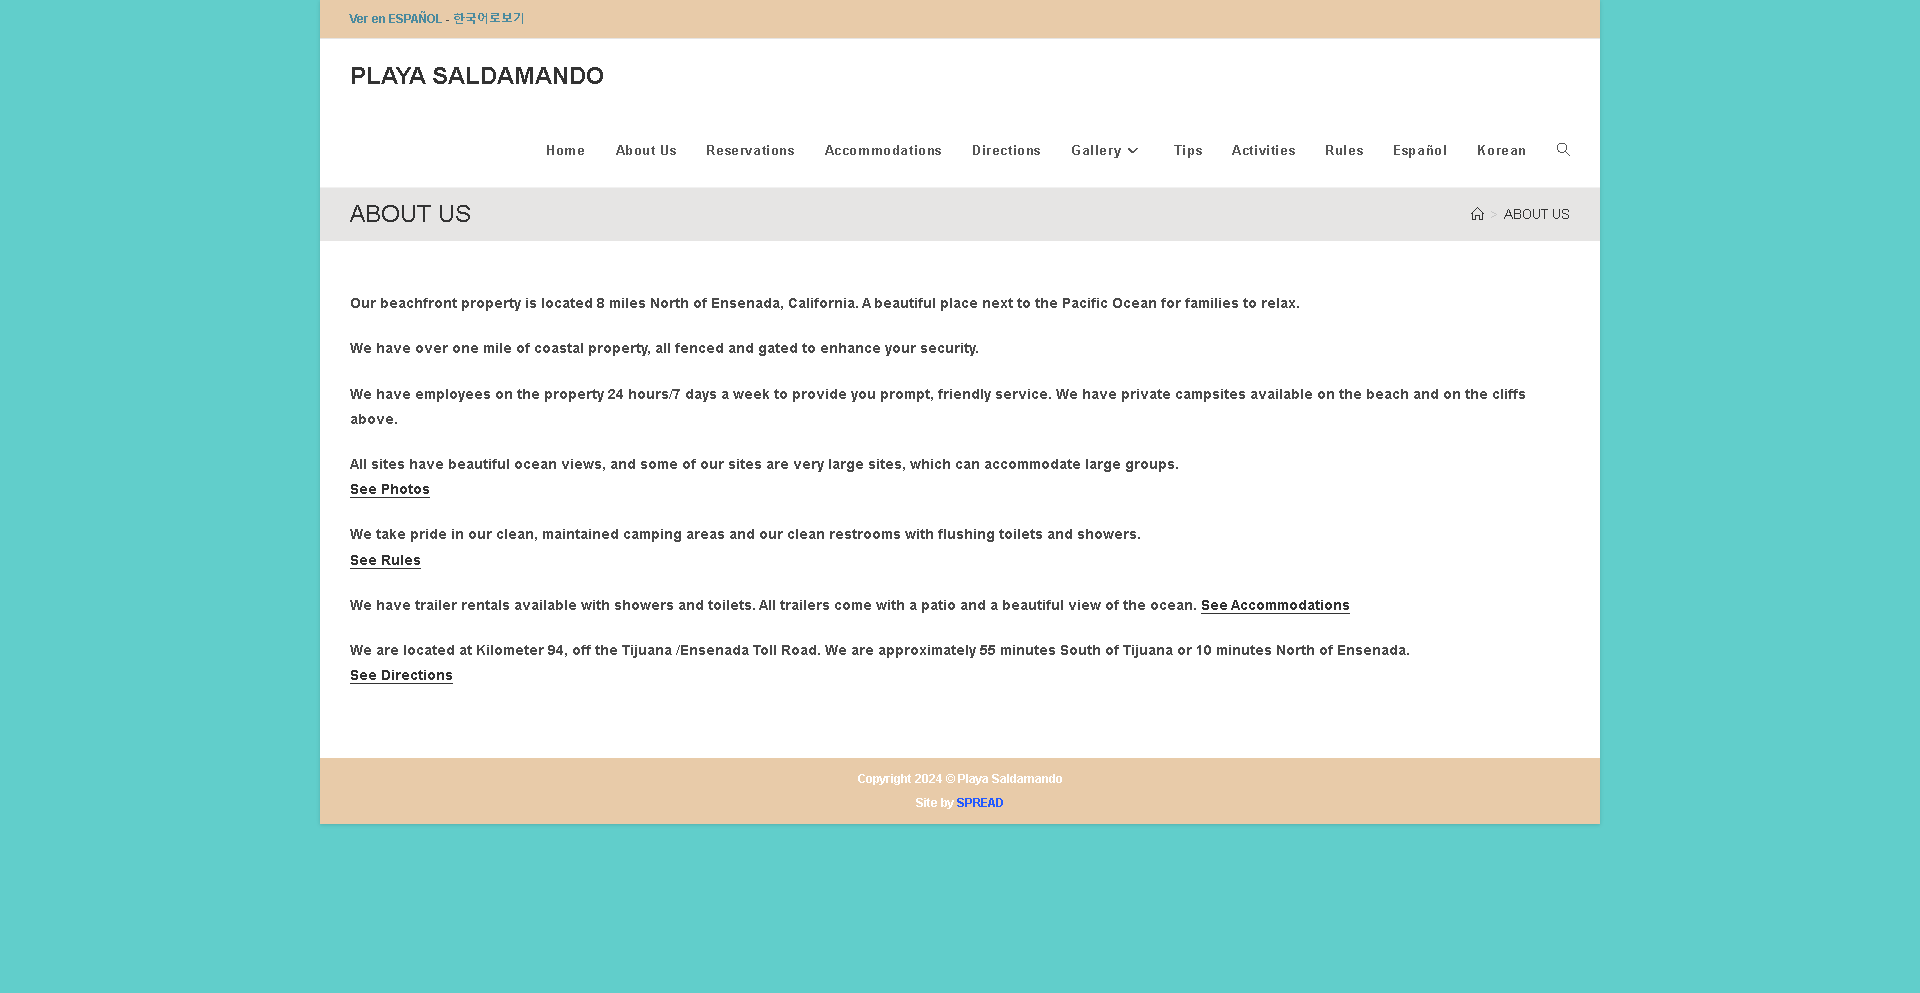 Ver en ESPAÑOL - 한국어로보기
PLAYA SALDAMANDO
Home About Us Reservations Accommodations Directions Gallery Tips Activities Rules Español Korean
ABOUT US
> ABOUT US
Our beachfront property is located 8 miles North of Ensenada, California. A beautiful place next to the Pacific Ocean for families to relax.
We have over one mile of coastal property, all fenced and gated to enhance your security.
We have employees on the property 24 hours/7 days a week to provide you prompt, friendly service. We have private campsites available on the beach and on the cliffs
above.
All sites have beautiful ocean views, and some of our sites are very large sites, which can accommodate large groups.
See Photos
We take pride in our clean, maintained camping areas and our clean restrooms with flushing toilets and showers.
See Rules
We have trailer rentals available with showers and toilets. All trailers come with a patio and a beautiful view of the ocean. See Accommodations
We are located at Kilometer 94, off the Tijuana /Ensenada Toll Road. We are approximately 55 minutes South of Tijuana or 10 minutes North of Ensenada.
See Directions
Copyright 2024 © Playa Saldamando
Site by SPREAD